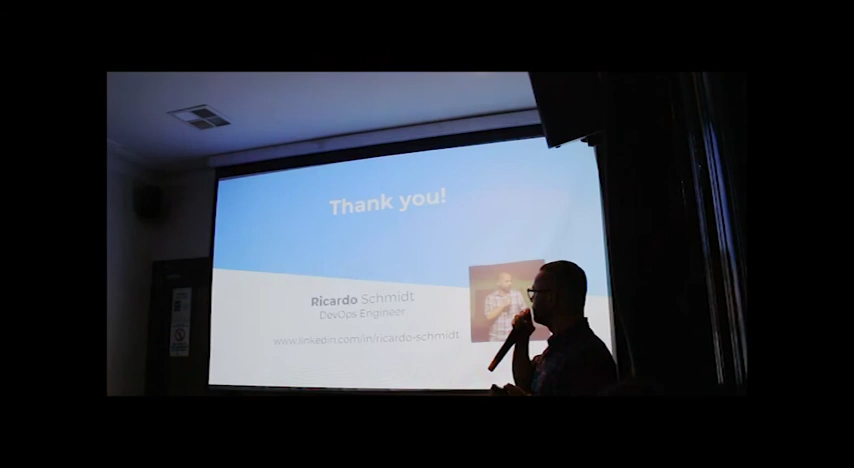 Thank you!
Ricardo Schmidt
DevOps Engineer
www.linkedin.com/in/ricardo-schmidt